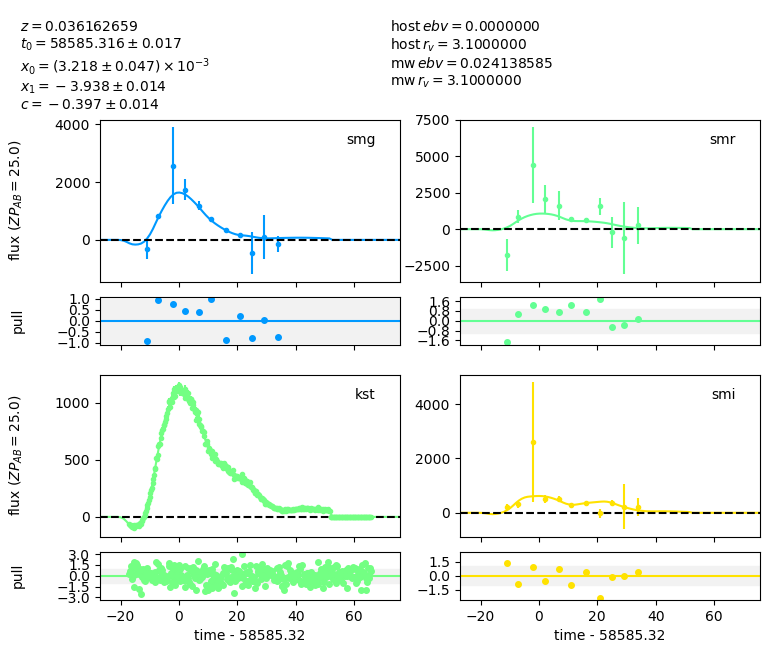 z = 0.036162659
t0 = 58585.316 ± 0.017
x0 = (3.218 ± 0.047) × 10^−3
x1 = −3.938 ± 0.014
c = −0.397 ± 0.014
host ebv = 0.0000000
host rv = 3.1000000
mw ebv = 0.024138585
mw rv = 3.1000000
flux (ZPAB = 25.0)
4000
2000
0
smg
7500
5000
2500
0
−2500
smr
pull
1.0
0.5
0.0
−0.5
−1.0
1.6
0.8
0.0
−0.8
−1.6
flux (ZPAB = 25.0)
1000
500
0
kst
4000
2000
0
smi
pull
3.0
1.5
0.0
−1.5
−3.0
1.5
0.0
−1.5
−20 0 20 40 60
−20 0 20 40 60
time - 58585.32
time - 58585.32